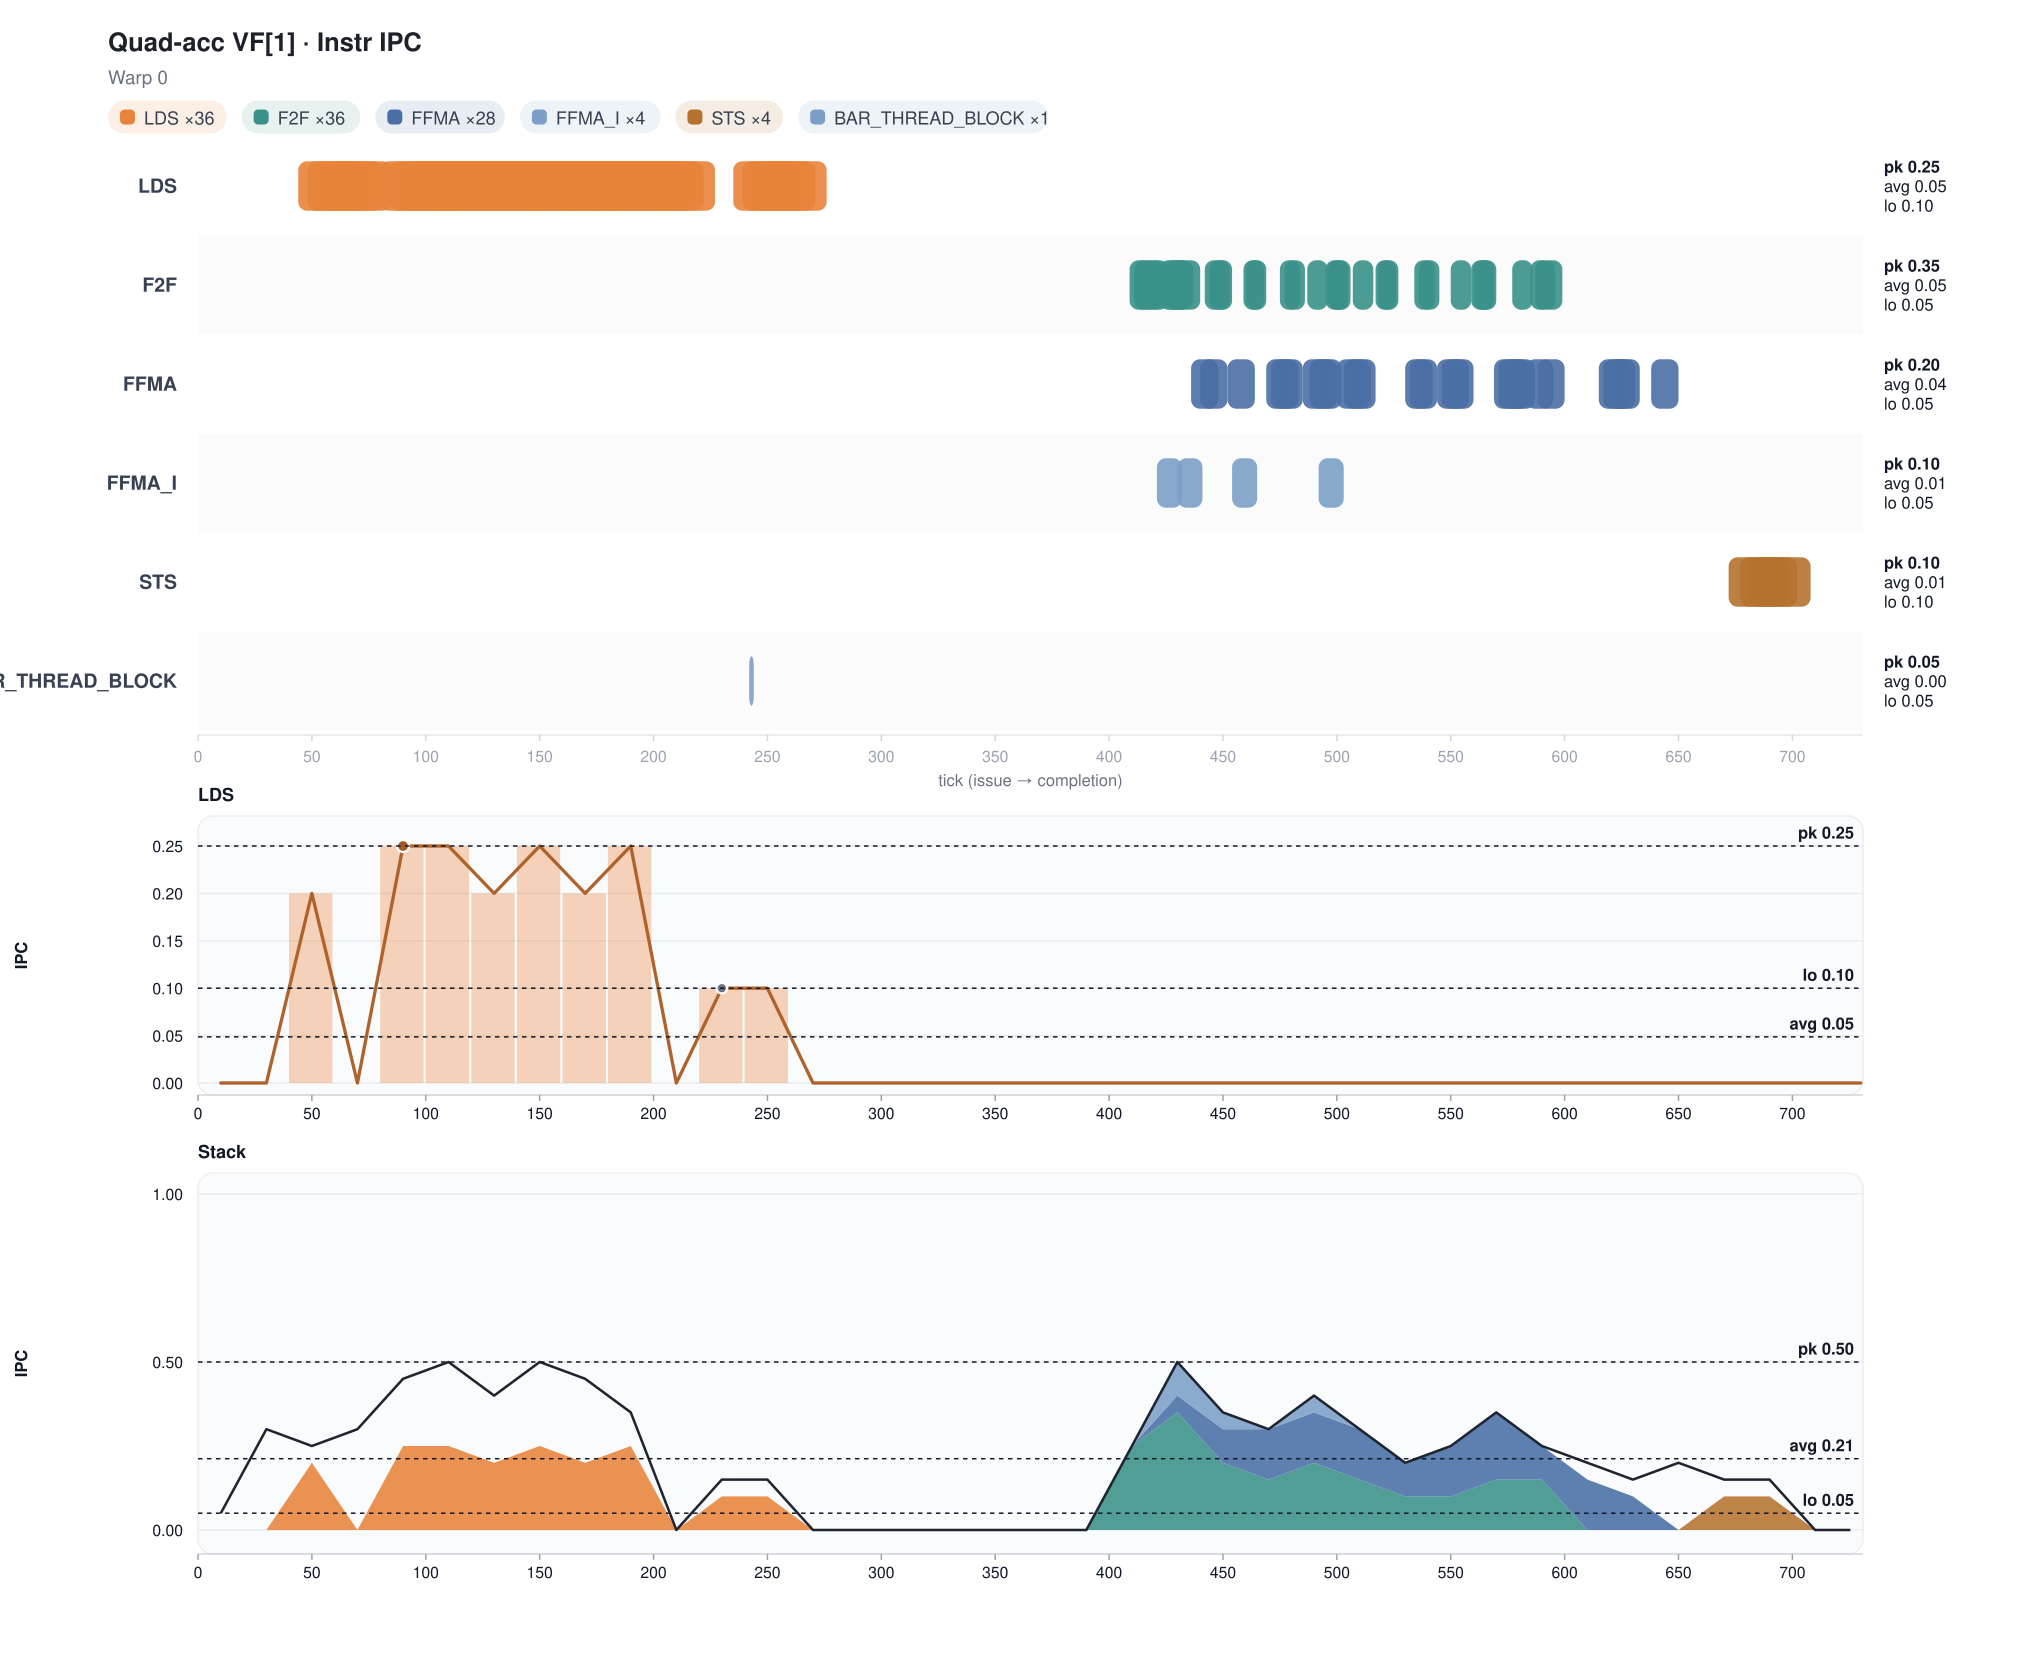 Quad-acc VF[1] · Instr IPC
Warp 0
LDS ×36 F2F ×36 FFMA ×28 FFMA_I ×4 STS ×4 BAR_THREAD_BLOCK ×1
LDS
pk 0.25
avg 0.05
lo 0.10
F2F
pk 0.35
avg 0.05
lo 0.05
FFMA
pk 0.20
avg 0.04
lo 0.05
FFMA_I
pk 0.10
avg 0.01
lo 0.05
STS
pk 0.10
avg 0.01
lo 0.10
R_THREAD_BLOCK
pk 0.05
avg 0.00
lo 0.05
0 50 100 150 200 250 300 350 400 450 500 550 600 650 700
tick (issue → completion)
LDS
IPC
0.25
0.20
0.15
0.10
0.05
0.00
pk 0.25
lo 0.10
avg 0.05
0 50 100 150 200 250 300 350 400 450 500 550 600 650 700
Stack
IPC
1.00
0.50
0.00
pk 0.50
avg 0.21
lo 0.05
0 50 100 150 200 250 300 350 400 450 500 550 600 650 700